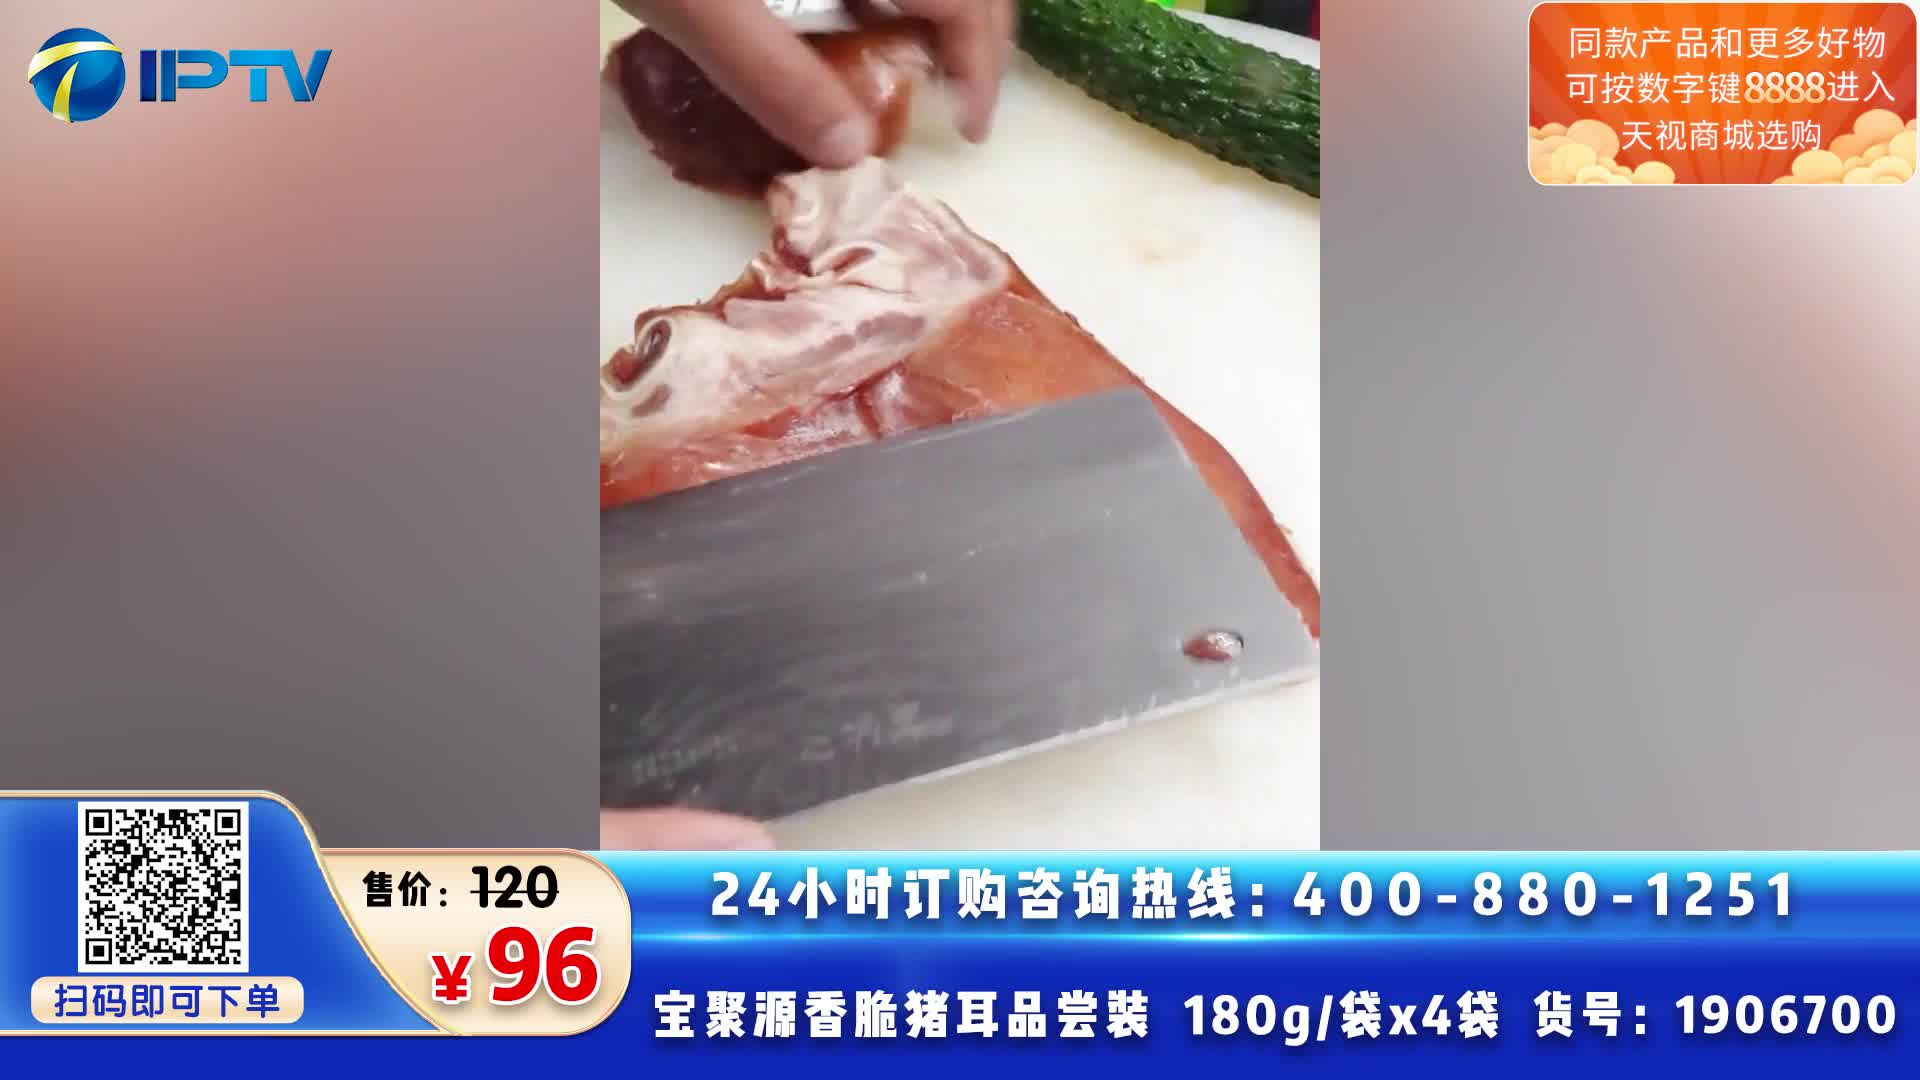 IPTV
同款产品和更多好物
可按数字键8888进入
天视商城选购
售价：120
¥96
扫码即可下单
24小时订购咨询热线：400-880-1251
宝聚源香脆猪耳品尝装 180g/袋x4袋 货号：1906700